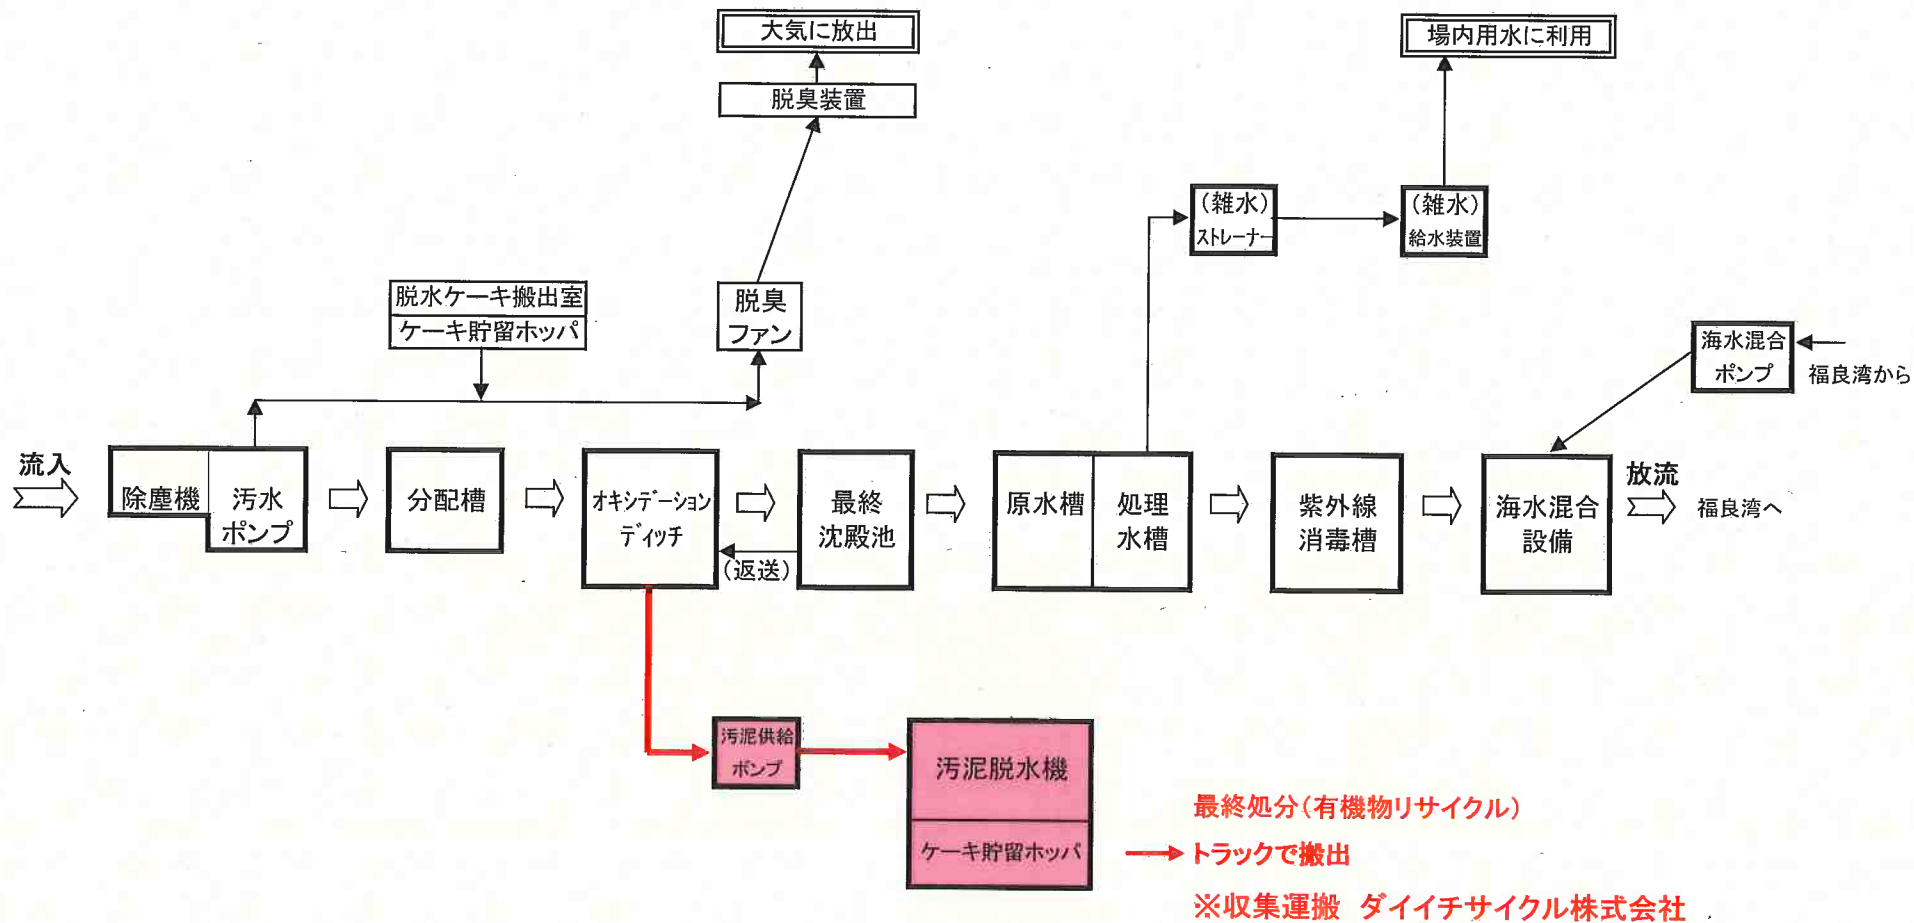 大気に放出
場内用水に利用
脱臭装置
(雑水)
ストレーナー
(雑水)
給水装置
脱水ケーキ搬出室
ケーキ貯留ホッパ
脱臭
ファン
海水混合
ポンプ
福良湾から
流入
除塵機
汚水
ポンプ
分配槽
オキシデーション
ディッチ
(返送)
最終
沈殿池
原水槽
処理
水槽
紫外線
消毒槽
海水混合
設備
放流
福良湾へ
汚泥供給
ポンプ
汚泥脱水機
ケーキ貯留ホッパ
最終処分(有機物リサイクル)
トラックで搬出
※収集運搬 ダイイチサイクル株式会社